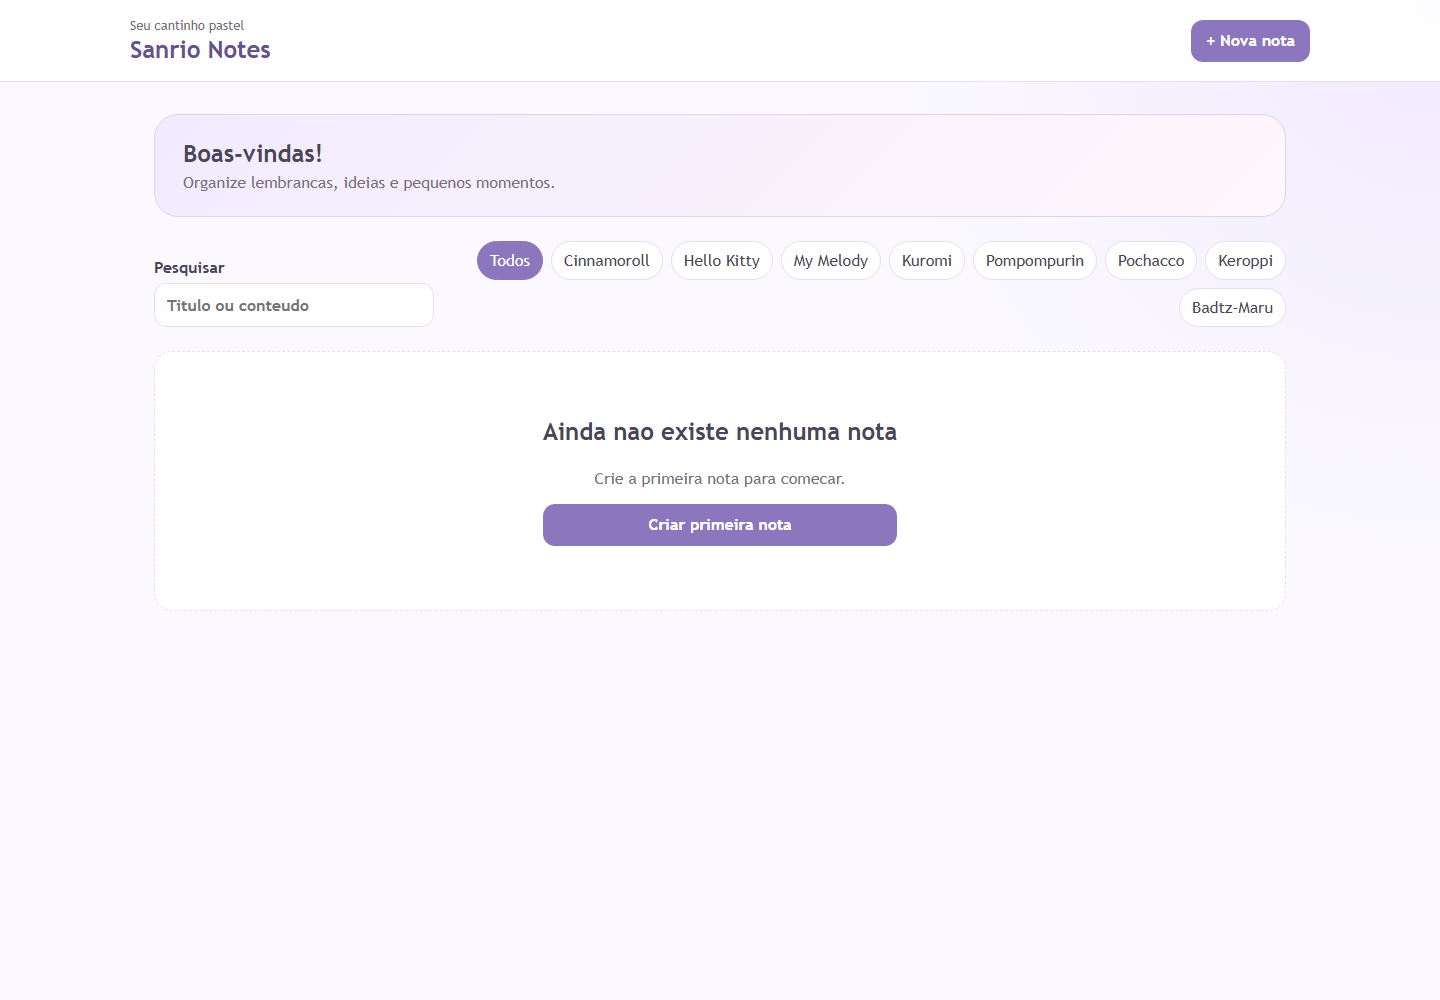 Seu cantinho pastel
Sanrio Notes
+ Nova nota
Boas-vindas!
Organize lembrancas, ideias e pequenos momentos.
Pesquisar
Titulo ou conteudo
Todos
Cinnamoroll
Hello Kitty
My Melody
Kuromi
Pompompurin
Pochacco
Keroppi
Badtz-Maru
Ainda nao existe nenhuma nota
Crie a primeira nota para comecar.
Criar primeira nota